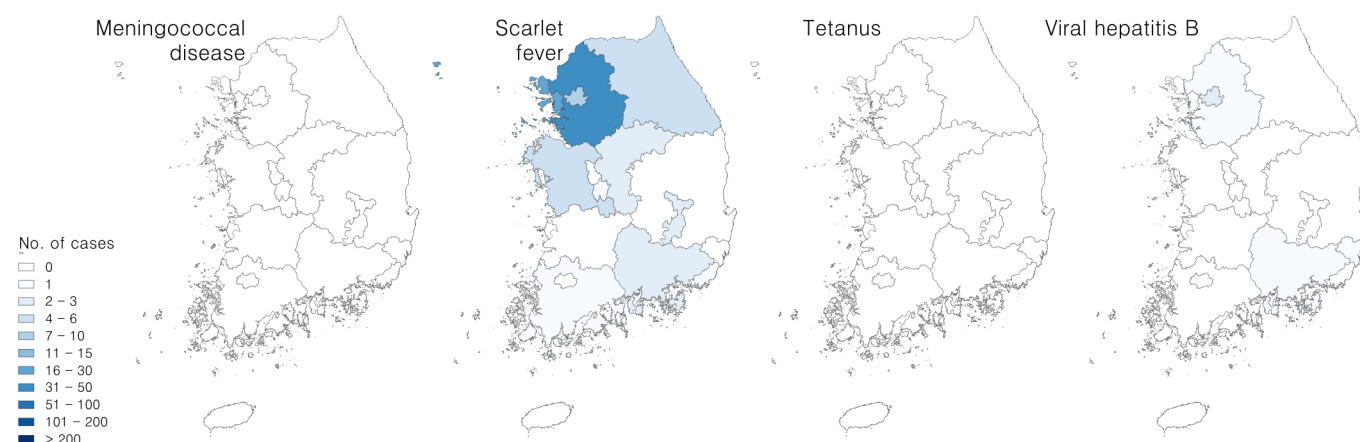 Meningococcal
disease
Scarlet
fever
Tetanus
Viral hepatitis B
No. of cases
0
1
2 – 3
4 – 6
7 – 10
11 – 15
16 – 30
31 – 50
51 – 100
101 – 200
> 200